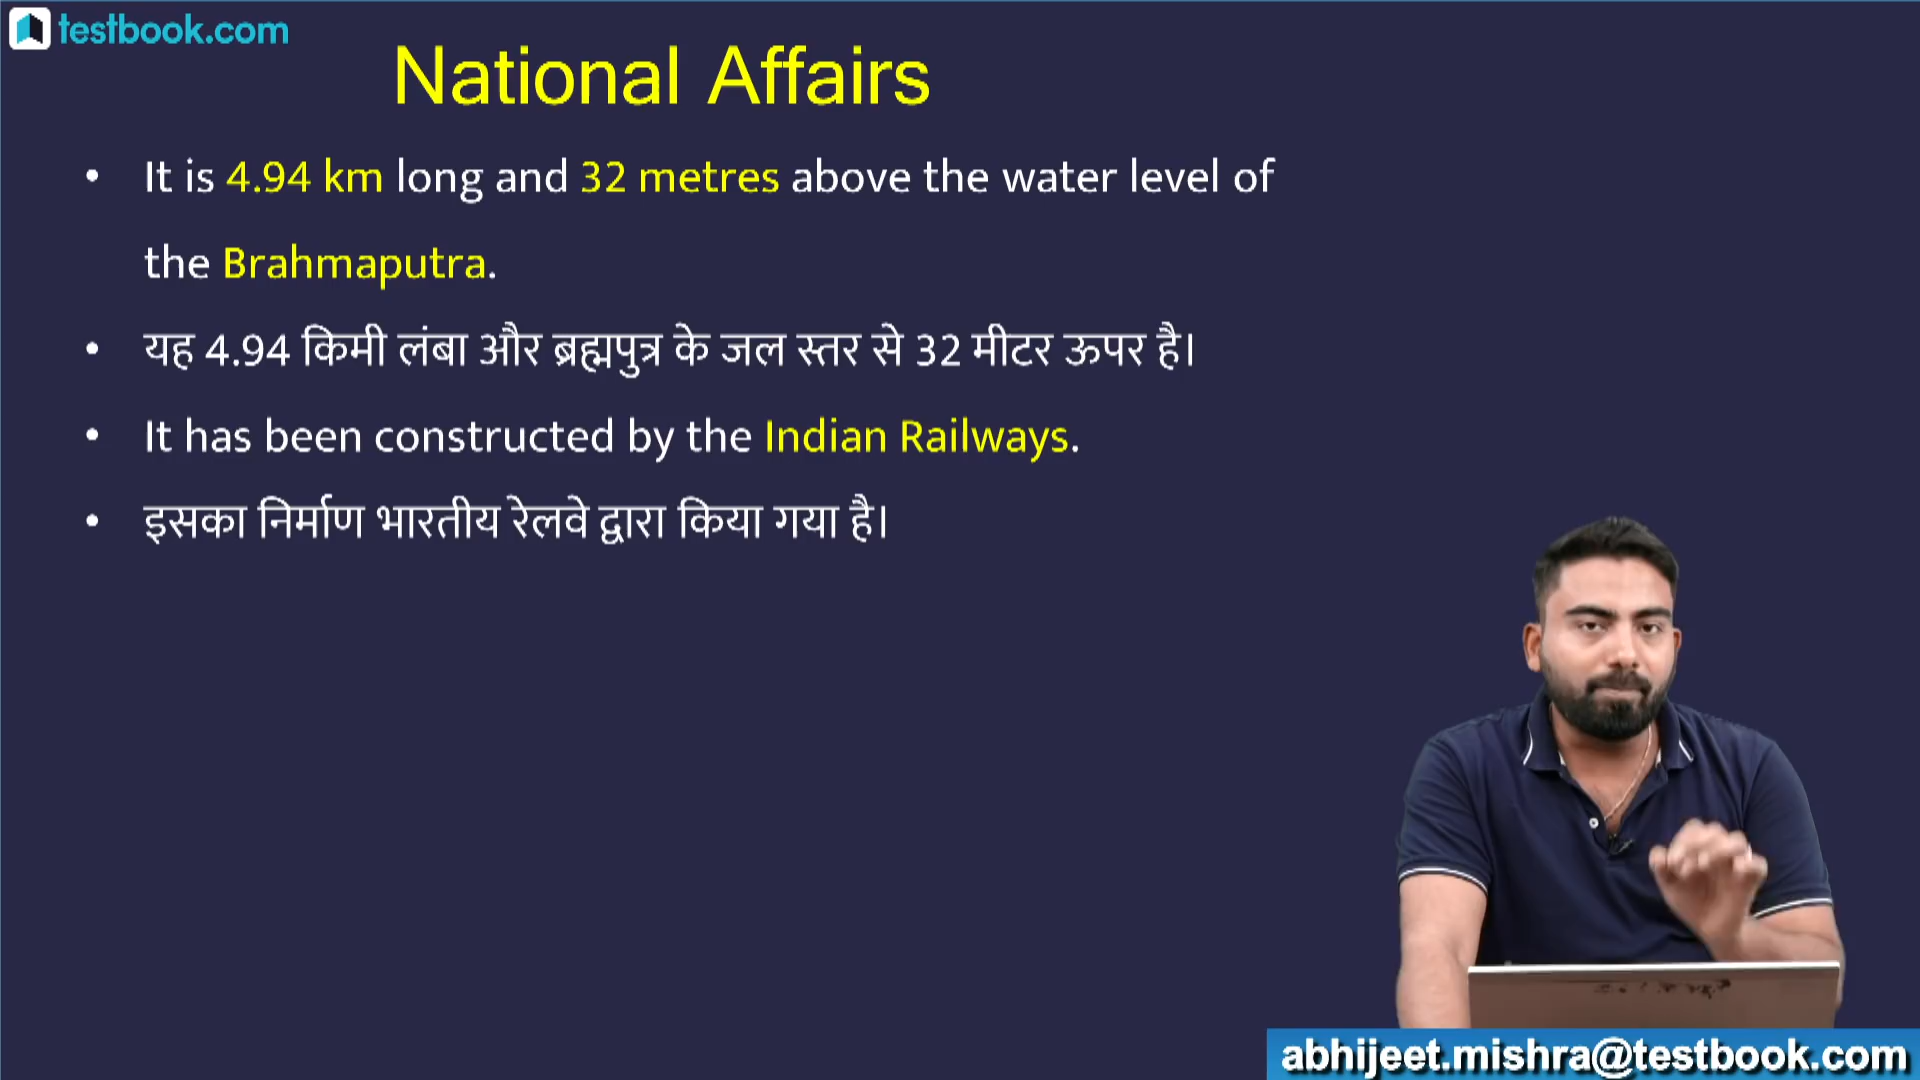 testbook.com
National Affairs
• It is 4.94 km long and 32 metres above the water level of
the Brahmaputra.
• यह 4.94 किमी लंबा और ब्रह्मपुत्र के जल स्तर से 32 मीटर ऊपर है।
• It has been constructed by the Indian Railways.
• इसका निर्माण भारतीय रेलवे द्वारा किया गया है।
abhijeet.mishra@testbook.com